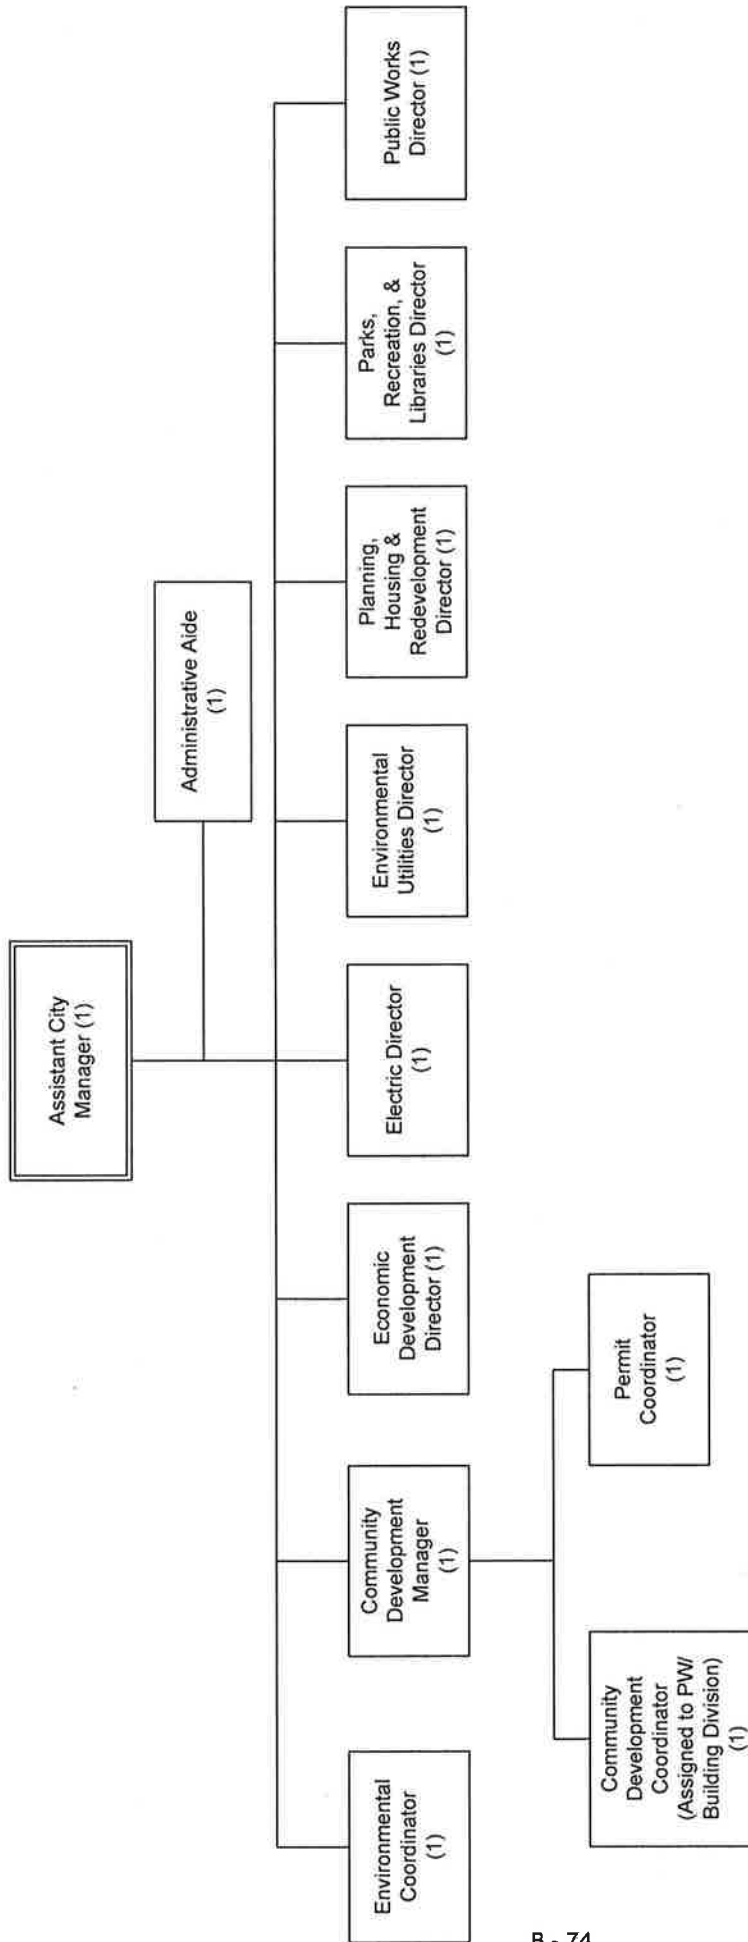 Assistant City
Manager (1)
Administrative Aide
(1)
Environmental
Coordinator
(1)
Community
Development
Manager
(1)
Economic
Development
Director (1)
Electric Director
(1)
Environmental
Utilities Director
(1)
Planning,
Housing &
Redevelopment
Director (1)
Parks,
Recreation, &
Libraries Director
(1)
Public Works
Director (1)
Community
Development
Coordinator
(Assigned to PW/
Building Division)
(1)
Permit
Coordinator
(1)
B - 74